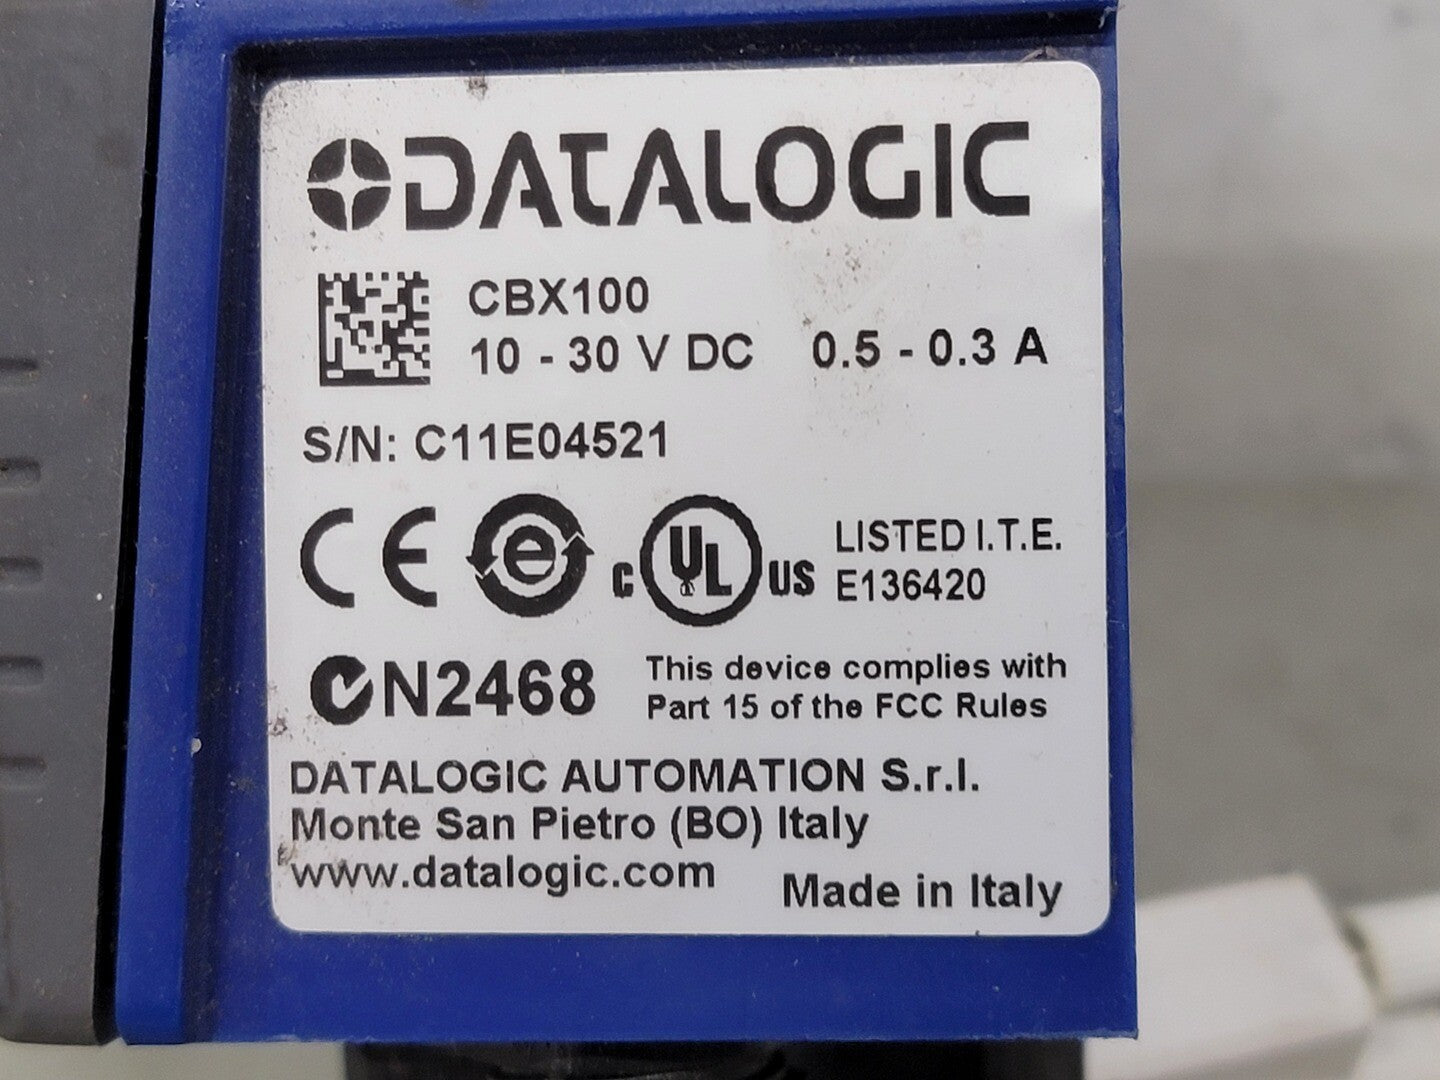 DATALOGIC
CBX100
10 - 30 V DC 0.5 - 0.3 A
S/N: C11E04521
CE e C UL US LISTED I.T.E.
E136420
N2468 This device complies with
Part 15 of the FCC Rules
DATALOGIC AUTOMATION S.r.l.
Monte San Pietro (BO) Italy
www.datalogic.com
Made in Italy